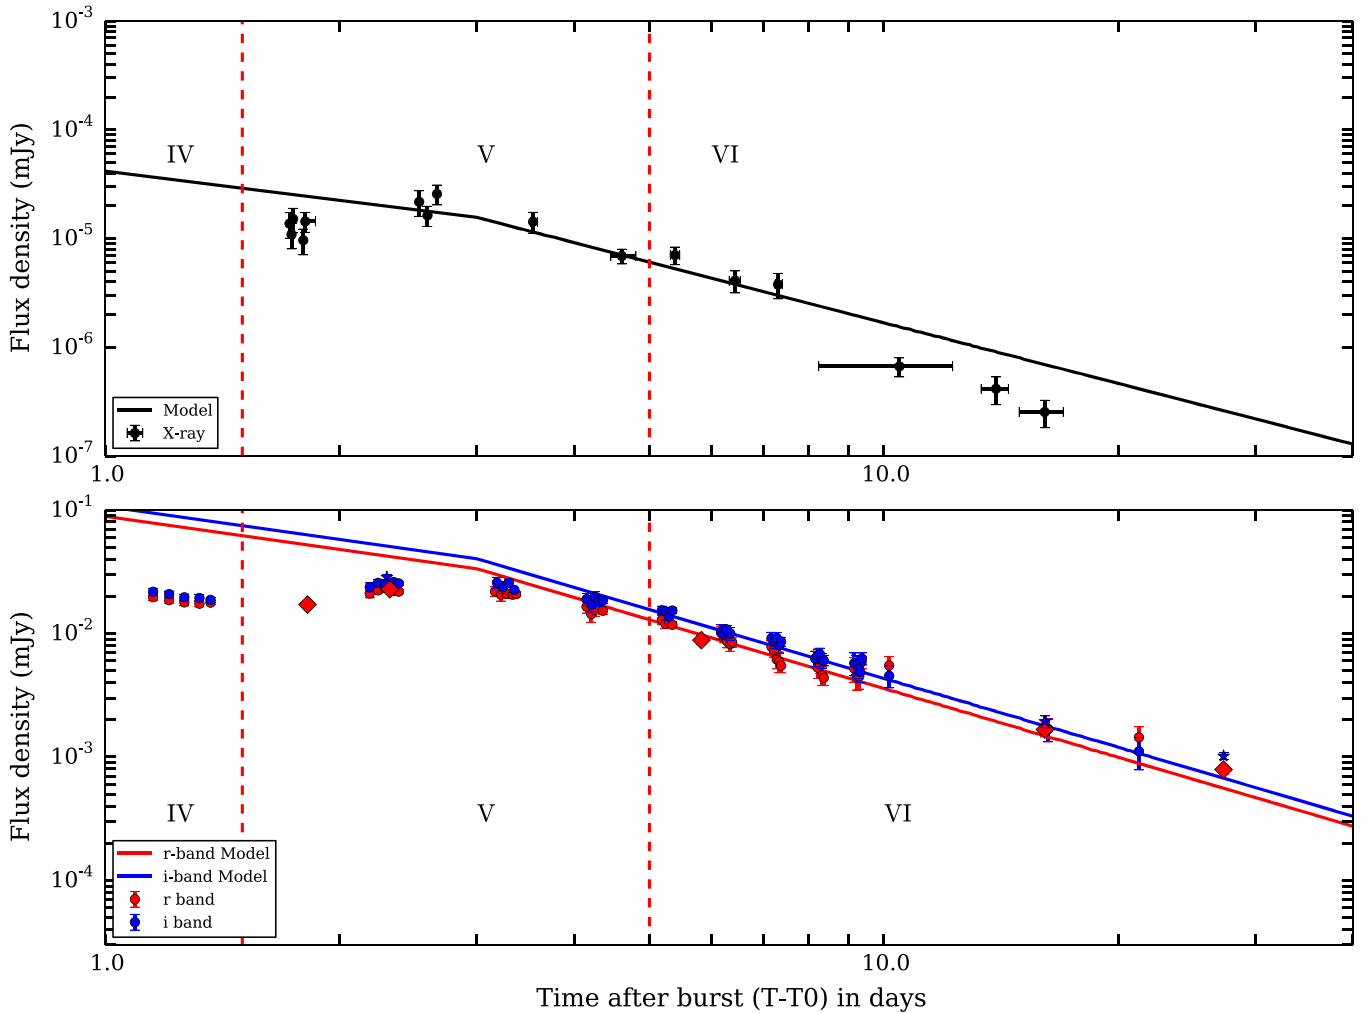 10^-3
10^-4
10^-5
10^-6
10^-7
Flux density (mJy)
IV
V
VI
Model
X-ray
1.0
10.0
10^-1
10^-2
10^-3
10^-4
Flux density (mJy)
IV
V
VI
r-band Model
i-band Model
r band
i band
1.0
10.0
Time after burst (T-T0) in days